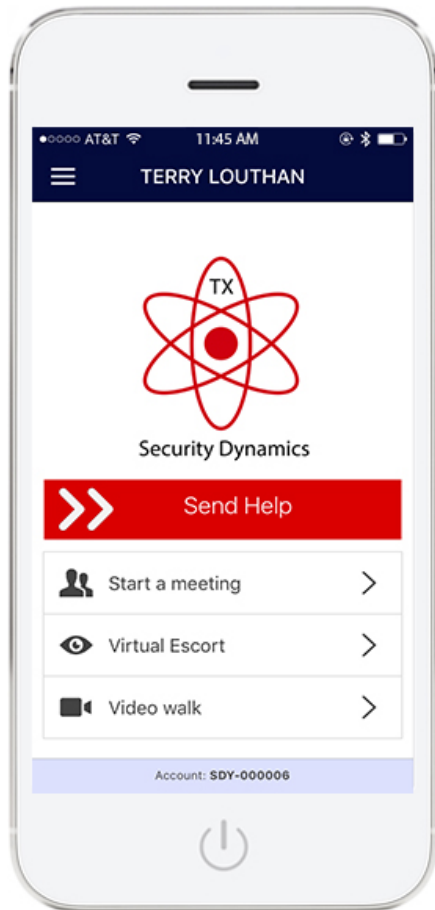 AT&T 11:45 AM
TERRY LOUTHAN
TX
Security Dynamics
Send Help
Start a meeting
Virtual Escort
Video walk
Account: SDY-000006